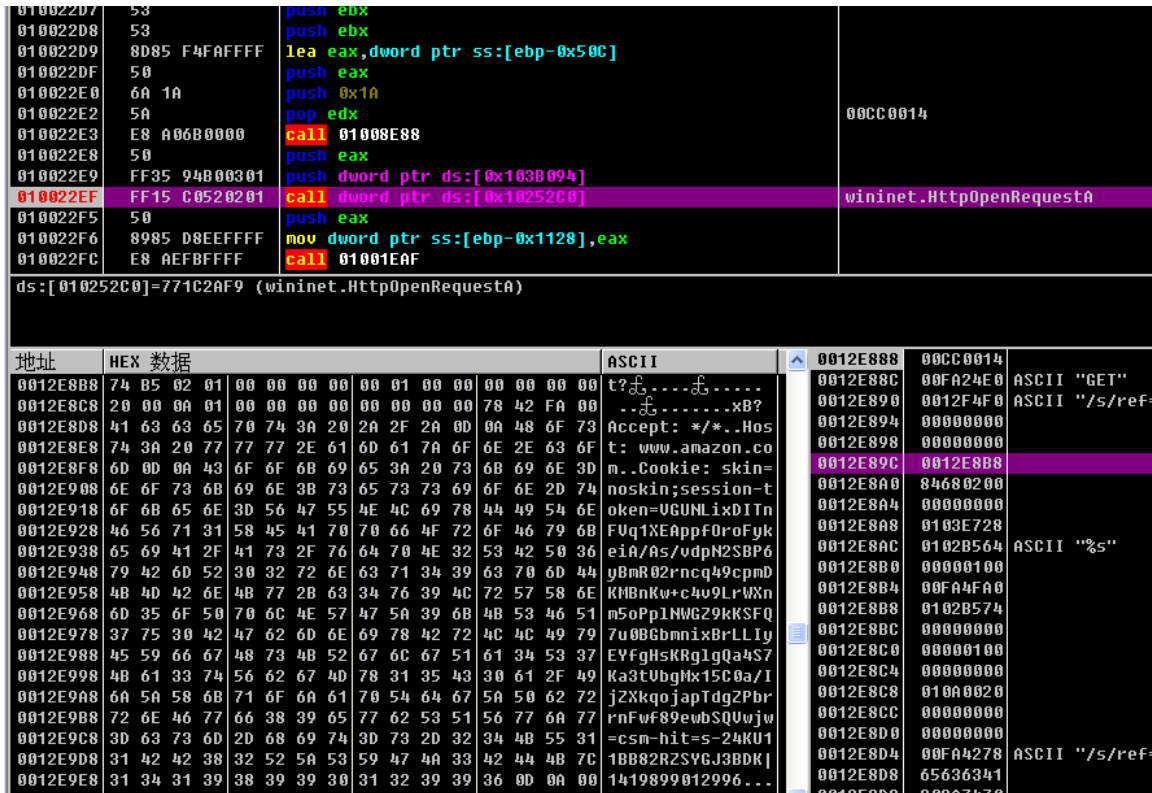 010022D7 53 push ebx
010022D8 53 push ebx
010022D9 8D85 F4FAFFFF lea eax,dword ptr ss:[ebp-0x50C]
010022DF 50 push eax
010022E0 6A 1A push 0x1A
010022E2 5A pop edx 00CC0014
010022E3 E8 A06B0000 call 01008E88
010022E8 50 push eax
010022E9 FF35 94B00301 push dword ptr ds:[0x103B094]
010022EF FF15 C0520201 call dword ptr ds:[0x10252C0] wininet.HttpOpenRequestA
010022F5 50 push eax
010022F6 8985 D8EEFFFF mov dword ptr ss:[ebp-0x1128],eax
010022FC E8 AEFBFFFF call 01001EAF
ds:[010252C0]=771C2AF9 (wininet.HttpOpenRequestA)
地址 HEX 数据 ASCII
0012E8B8 74 B5 02 01 00 00 00 00 00 01 00 00 00 00 00 00
0012E8C8 20 00 0A 01 00 00 00 00 00 00 00 00 78 42 FA 00
0012E8D8 41 63 63 65 70 74 3A 20 2A 2F 2A 0D 0A 48 6F 73 Accept: */*..Hos
0012E8E8 74 3A 20 77 77 77 2E 61 6D 61 7A 6F 6E 2E 63 6F t: www.amazon.co
0012E8F8 6D 0D 0A 43 6F 6F 6B 69 65 3A 20 73 6B 69 6E 3D m..Cookie: skin=
0012E908 6E 6F 73 6B 69 6E 3B 73 65 73 73 69 6F 6E 2D 74 noskin;session-t
0012E918 6F 6B 65 6E 3D 56 47 55 4E 4C 69 78 44 49 54 6E oken=VGUNLixDITn
0012E928 46 56 71 31 58 45 41 70 70 66 4F 72 6F 46 79 6B FVq1XEAppfOroFyk
0012E938 65 69 41 2F 41 73 2F 76 64 70 4E 32 53 42 50 36 eiA/As/vdpN2SBP6
0012E948 79 42 6D 52 30 32 72 6E 63 71 34 39 63 70 6D 44 yBmR02rncq49cpmD
0012E958 4B 4D 42 6E 4B 77 2B 63 34 76 39 4C 72 57 58 6E KMBnKw+c4v9LrWXn
0012E968 6D 35 6F 50 70 6C 4E 57 47 5A 39 6B 4B 53 46 51 m5oPplNWGZ9kKSFQ
0012E978 37 75 30 42 47 62 6D 6E 69 78 42 72 4C 4C 49 79 7u0BGbmnixBrLLIy
0012E988 45 59 66 67 48 73 4B 52 67 6C 67 51 61 34 53 37 EYfgHsKRglgQa4S7
0012E998 4B 61 33 74 56 62 67 4D 78 31 35 43 30 61 2F 49 Ka3tVbgMx15C0a/I
0012E9A8 6A 5A 58 6B 71 6F 6A 61 70 54 64 67 5A 50 62 72 jZXkqojapTdgZPbr
0012E9B8 72 6E 46 77 66 38 39 65 77 62 53 51 56 77 6A 77 rnFwf89ewbSQVwjw
0012E9C8 3D 63 73 6D 2D 68 69 74 3D 73 2D 32 34 4B 55 31 =csm-hit=s-24KU1
0012E9D8 31 42 42 38 32 52 5A 53 59 47 4A 33 42 44 4B 7C 1BB82RZSYGJ3BDK|
0012E9E8 31 34 31 39 38 39 39 30 31 32 39 39 36 0D 0A 00 1419899012996...
0012E888 00CC0014
0012E88C 00FA24E0 ASCII "GET"
0012E890 0012F4F0 ASCII "/s/ref=
0012E894 00000000
0012E898 00000000
0012E89C 0012E8B8
0012E8A0 84680200
0012E8A4 00000000
0012E8A8 0103E728
0012E8AC 0102B564 ASCII "%s"
0012E8B0 00000100
0012E8B4 00FA4FA0
0012E8B8 0102B574
0012E8BC 00000000
0012E8C0 00000100
0012E8C4 00000000
0012E8C8 010A0020
0012E8CC 00000000
0012E8D0 00000000
0012E8D4 00FA4278 ASCII "/s/ref=
0012E8D8 65636341